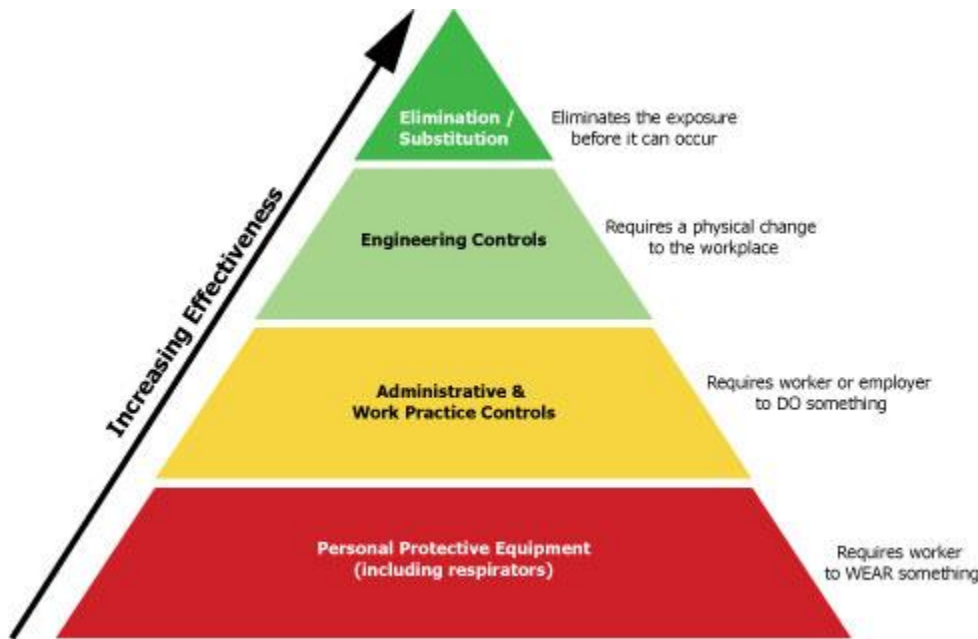 Elimination /
Substitution
Eliminates the exposure
before it can occur
Increasing Effectiveness
Engineering Controls
Requires a physical change
to the workplace
Administrative &
Work Practice Controls
Requires worker or employer
to DO something
Personal Protective Equipment
(including respirators)
Requires worker
to WEAR something